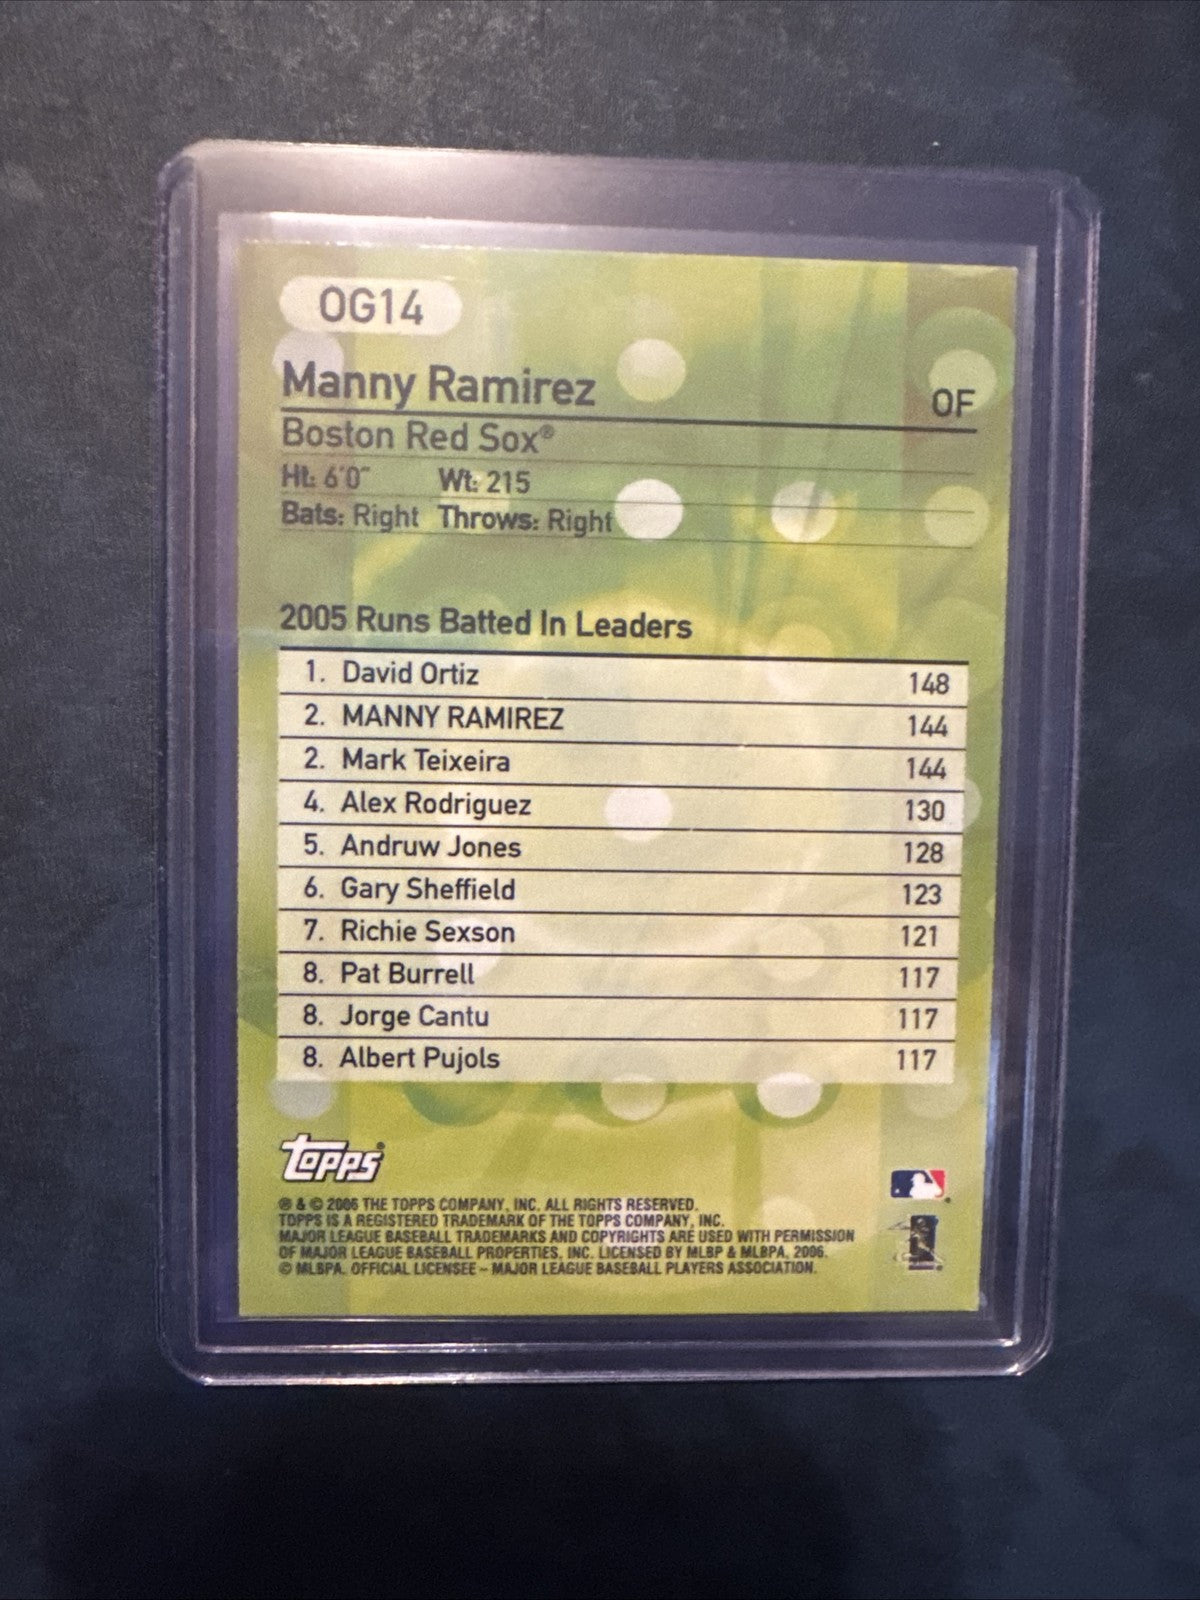 OG14
Manny Ramirez OF
Boston Red Sox®
Ht: 6'0" Wt: 215
Bats: Right Throws: Right
2005 Runs Batted In Leaders
1. David Ortiz 148
2. MANNY RAMIREZ 144
2. Mark Teixeira 144
4. Alex Rodriguez 130
5. Andruw Jones 128
6. Gary Sheffield 123
7. Richie Sexson 121
8. Pat Burrell 117
8. Jorge Cantu 117
8. Albert Pujols 117
Topps®
® & © 2006 THE TOPPS COMPANY, INC. ALL RIGHTS RESERVED.
TOPPS IS A REGISTERED TRADEMARK OF THE TOPPS COMPANY, INC.
MAJOR LEAGUE BASEBALL TRADEMARKS AND COPYRIGHTS ARE USED WITH PERMISSION
OF MAJOR LEAGUE BASEBALL PROPERTIES, INC. LICENSED BY MLBP & MLBPA, 2006.
© MLBPA. OFFICIAL LICENSEE – MAJOR LEAGUE BASEBALL PLAYERS ASSOCIATION.